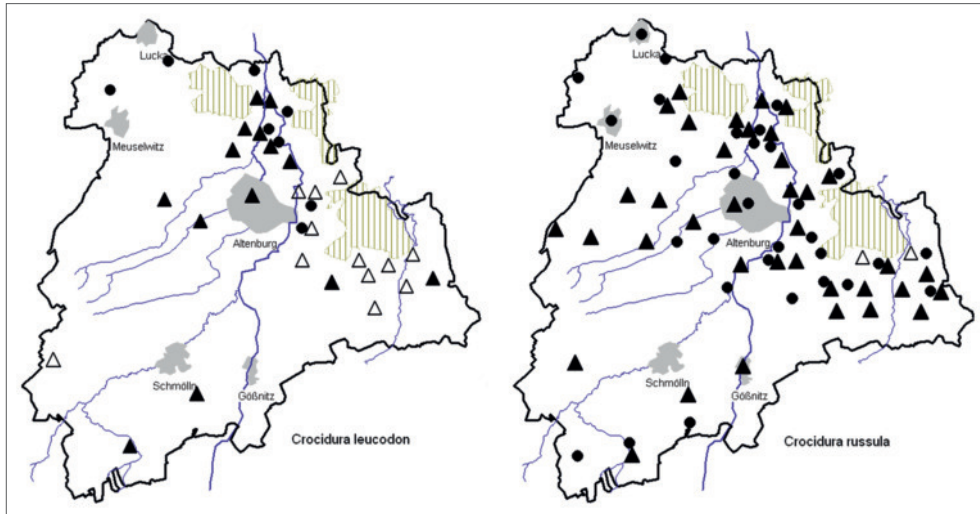 Lucka
Meuselwitz
Altenburg
Schmölln
Gößnitz
Crocidura leucodon
Lucka
Meuselwitz
Altenburg
Schmölln
Gößnitz
Crocidura russula